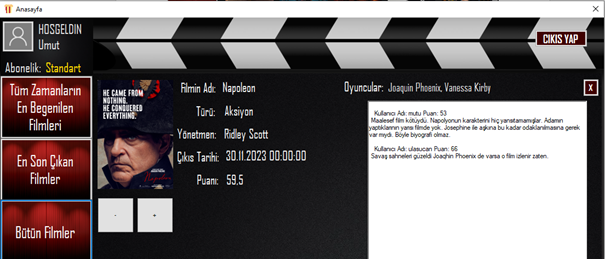 Anasayfa
HOSGELDIN
Umut
Abonelik: Standart
CIKIS YAP
Tüm Zamanların
En Begenilen
Filmleri
En Son Çıkan
Filmler
Bütün Filmler
HE CAME FROM
NOTHING.
HE CONQUERED
EVERYTHING.
- +
Filmin Adı: Napoleon
Türü: Aksiyon
Yönetmen: Ridley Scott
Çıkıs Tarihi: 30.11.2023 00:00:00
Puanı: 59.5
Oyuncular: Joaquin Phoenix, Vanessa Kirby
X
Kullanıcı Adı: mutu Puan: 53
Maalesef film kötüydü. Napolyonun karakterini hiç yansıtamamışlar. Adamın
yaptıklarının yarısı filmde yok. Josephine ile aşkına bu kadar odaklanılmasına gerek
var mıydı. Böyle biyografi olmaz.
Kullanıcı Adı: ulasucan Puan: 66
Savaş sahneleri güzeldi Joaqhin Phoenix de varsa o film izlenir zaten.